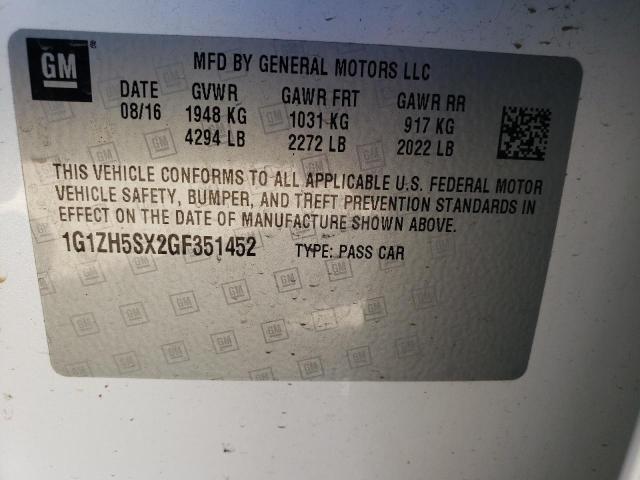 GM ®
MFD BY GENERAL MOTORS LLC
DATE GVWR GAWR FRT GAWR RR
08/16 1948 KG 1031 KG 917 KG
4294 LB 2272 LB 2022 LB
THIS VEHICLE CONFORMS TO ALL APPLICABLE U.S. FEDERAL MOTOR
VEHICLE SAFETY, BUMPER, AND THEFT PREVENTION STANDARDS IN
EFFECT ON THE DATE OF MANUFACTURE SHOWN ABOVE.
1G1ZH5SX2GF351452 TYPE: PASS CAR